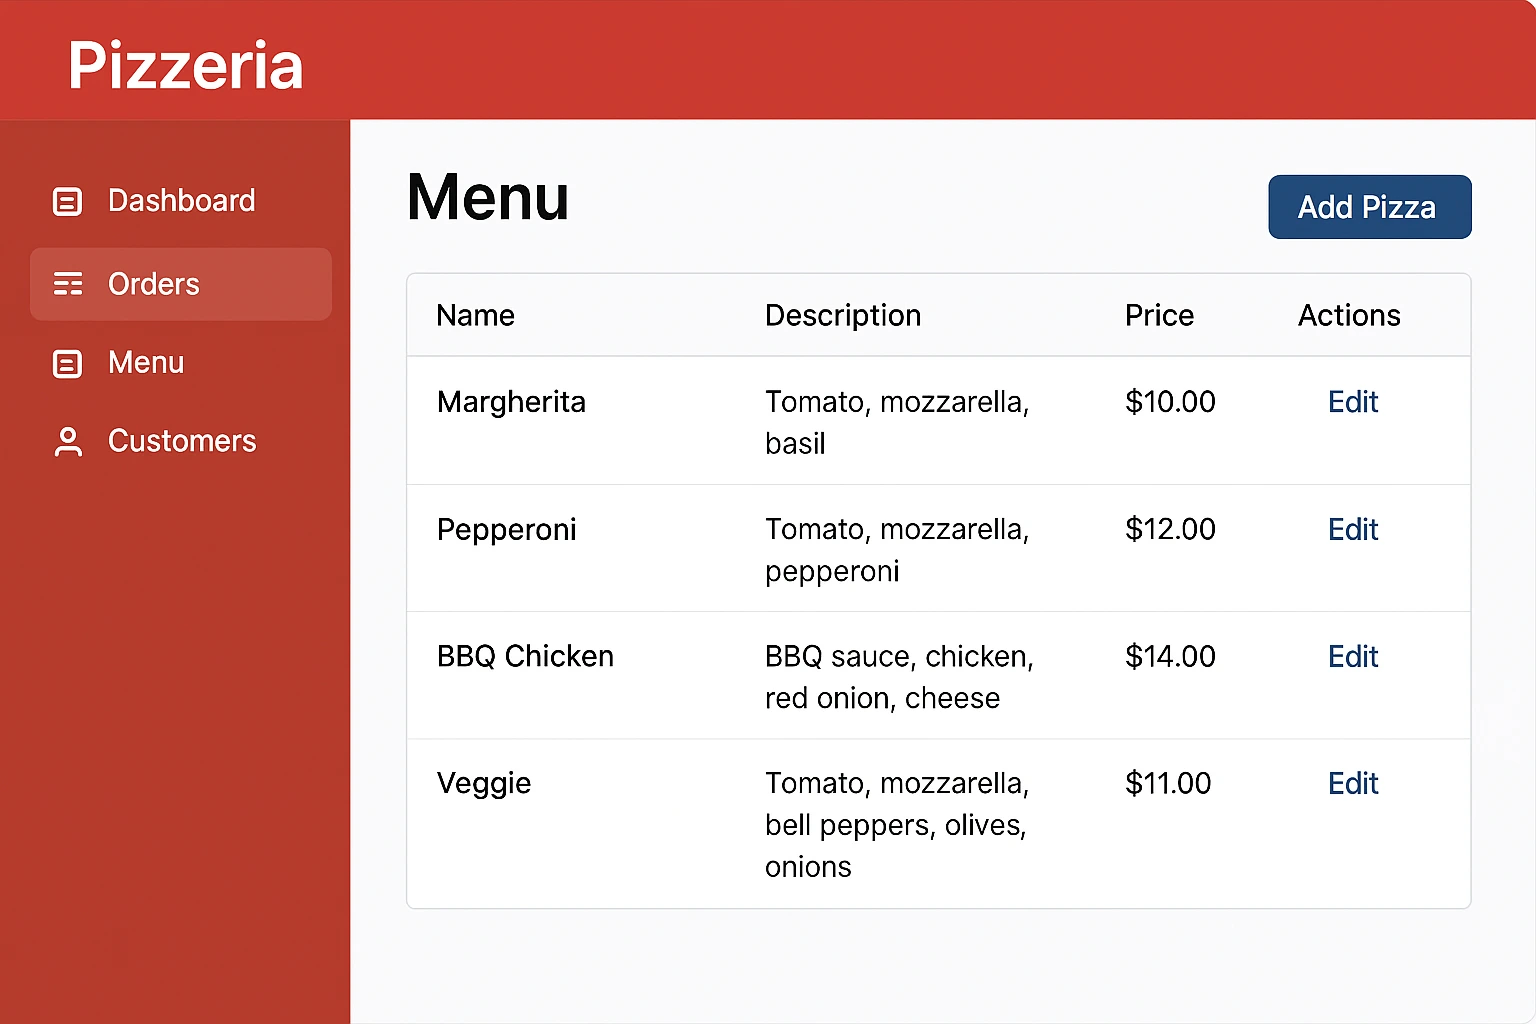 Pizzeria
Dashboard
Orders
Menu
Customers
Menu
Add Pizza
Name Description Price Actions
Margherita Tomato, mozzarella, $10.00 Edit
basil
Pepperoni Tomato, mozzarella, $12.00 Edit
pepperoni
BBQ Chicken BBQ sauce, chicken, $14.00 Edit
red onion, cheese
Veggie Tomato, mozzarella, $11.00 Edit
bell peppers, olives,
onions